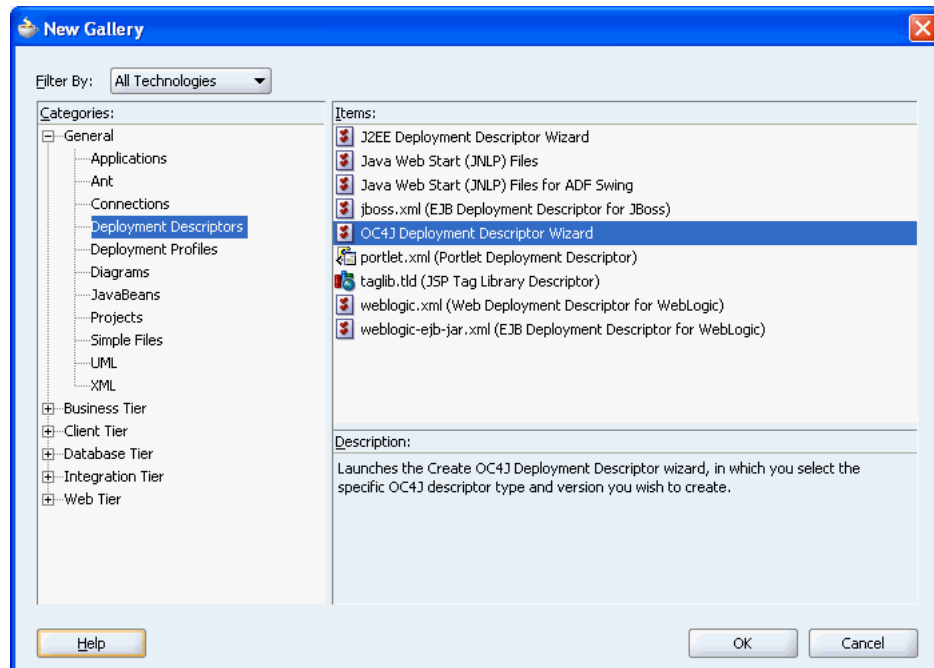 New Gallery
Filter By: All Technologies
Categories:
General
Applications
Ant
Connections
Deployment Descriptors
Deployment Profiles
Diagrams
JavaBeans
Projects
Simple Files
UML
XML
Business Tier
Client Tier
Database Tier
Integration Tier
Web Tier
Items:
J2EE Deployment Descriptor Wizard
Java Web Start (JNLP) Files
Java Web Start (JNLP) Files for ADF Swing
jboss.xml (EJB Deployment Descriptor for JBoss)
OC4J Deployment Descriptor Wizard
portlet.xml (Portlet Deployment Descriptor)
taglib.tld (JSP Tag Library Descriptor)
weblogic.xml (Web Deployment Descriptor for WebLogic)
weblogic-ejb-jar.xml (EJB Deployment Descriptor for WebLogic)
Description:
Launches the Create OC4J Deployment Descriptor wizard, in which you select the
specific OC4J descriptor type and version you wish to create.
Help OK Cancel